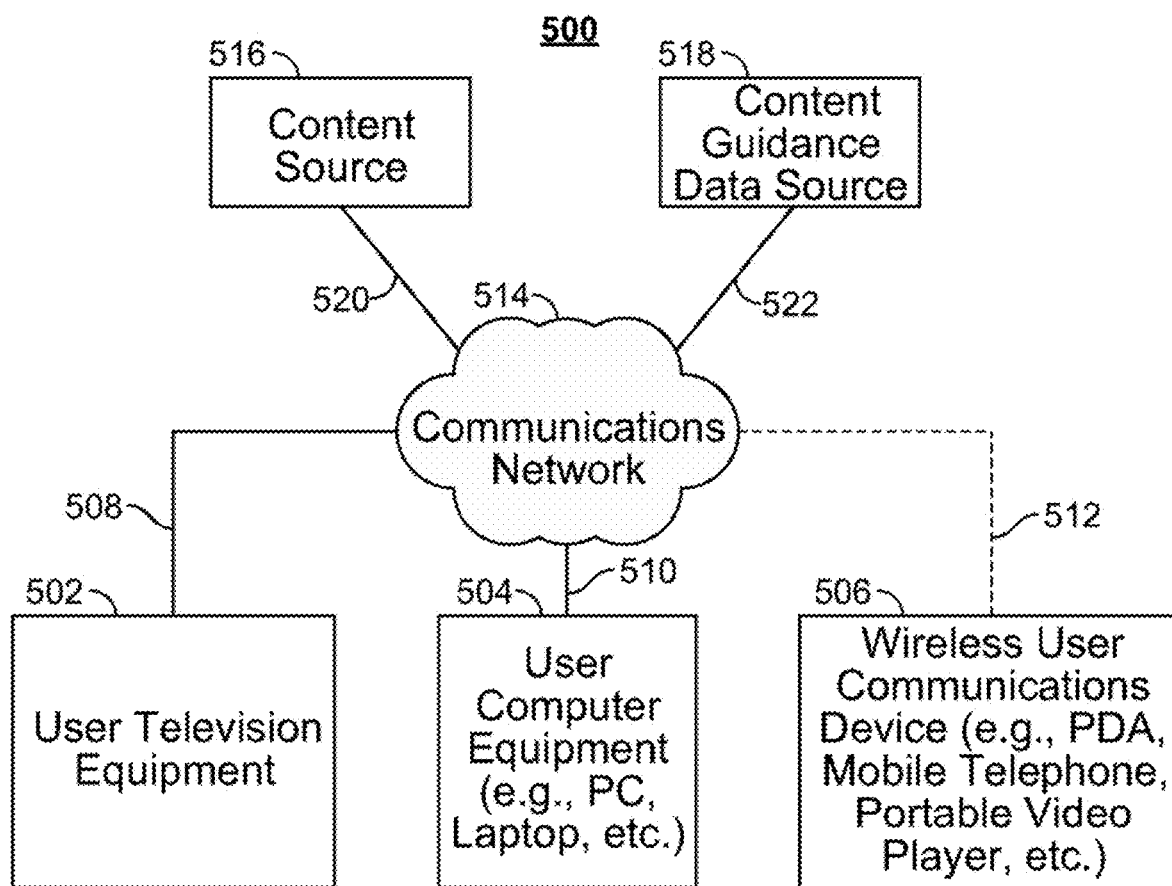 500
516
Content
Source
518
Content
Guidance
Data Source
520
522
514
Communications
Network
508
510
512
502
User Television
Equipment
504
User
Computer
Equipment
(e.g., PC,
Laptop, etc.)
506
Wireless User
Communications
Device (e.g., PDA,
Mobile Telephone,
Portable Video
Player, etc.)